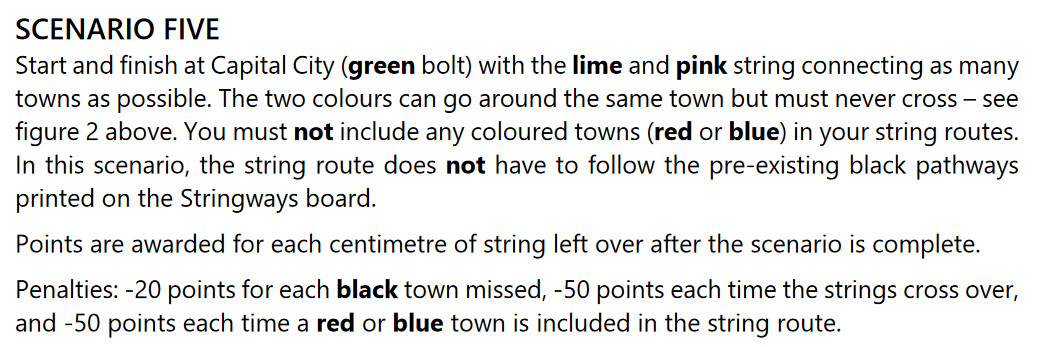 SCENARIO FIVE
Start and finish at Capital City (green bolt) with the lime and pink string connecting as many
towns as possible. The two colours can go around the same town but must never cross – see
figure 2 above. You must not include any coloured towns (red or blue) in your string routes.
In this scenario, the string route does not have to follow the pre-existing black pathways
printed on the Stringways board.
Points are awarded for each centimetre of string left over after the scenario is complete.
Penalties: -20 points for each black town missed, -50 points each time the strings cross over,
and -50 points each time a red or blue town is included in the string route.